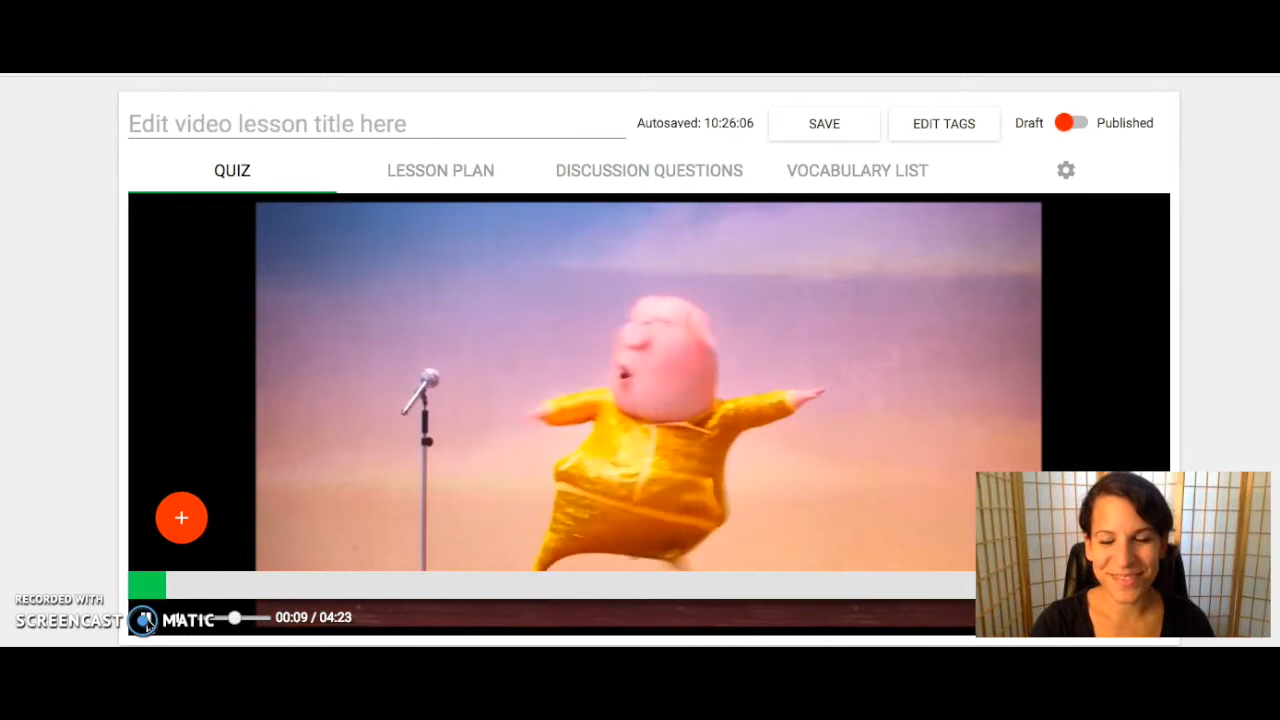 Edit video lesson title here
Autosaved: 10:26:06
SAVE
EDIT TAGS
Draft
Published
QUIZ
LESSON PLAN
DISCUSSION QUESTIONS
VOCABULARY LIST
RECORDED WITH
SCREENCAST MATIC
00:09 / 04:23